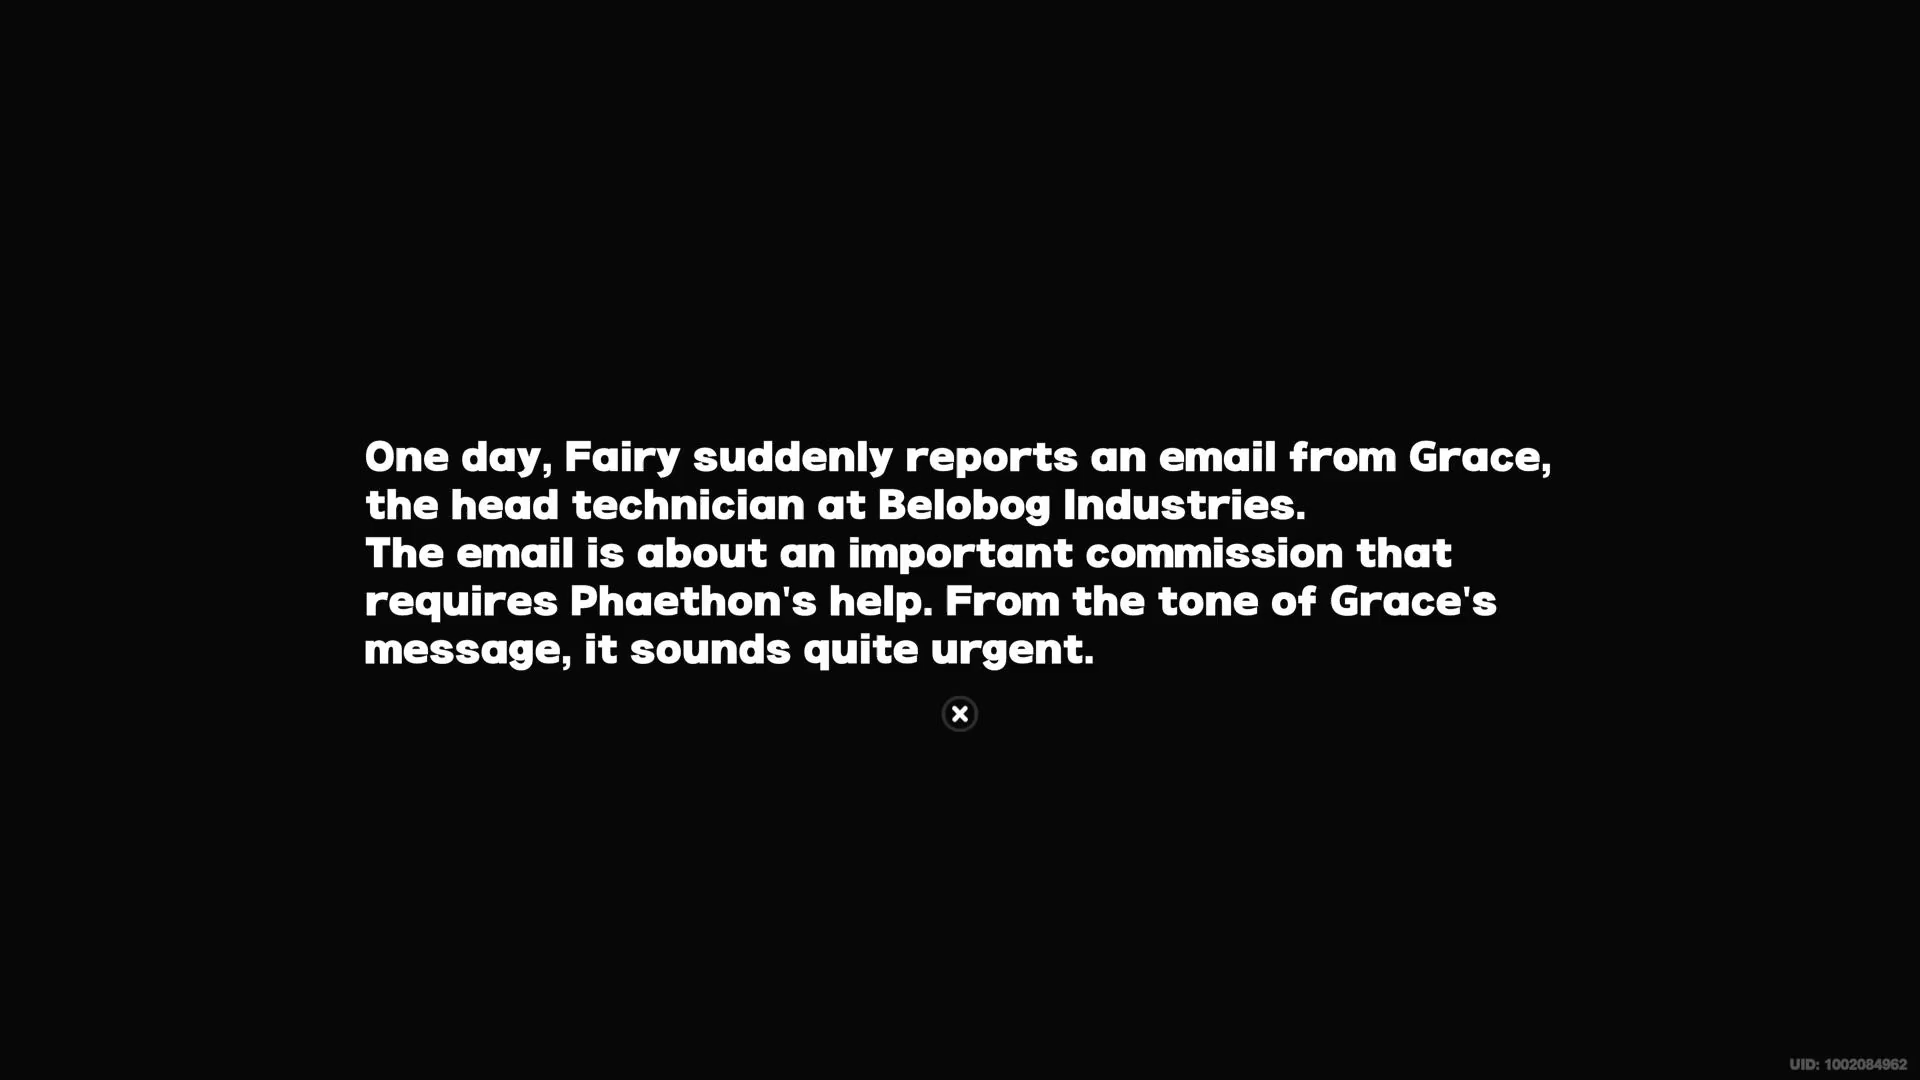 One day, Fairy suddenly reports an email from Grace,
the head technician at Belobog Industries.
The email is about an important commission that
requires Phaethon's help. From the tone of Grace's
message, it sounds quite urgent.
UID: 1002084962